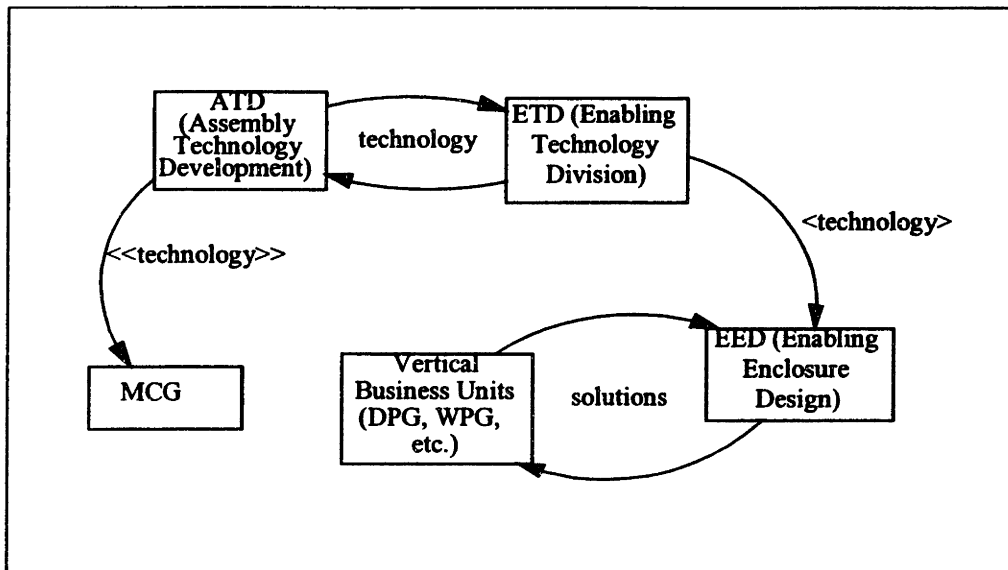 ATD
(Assembly
Technology
Development)
technology
ETD (Enabling
Technology
Division)
<technology>
<<technology>>
MCG
Vertical
Business Units
(DPG, WPG,
etc.)
solutions
EED (Enabling
Enclosure
Design)